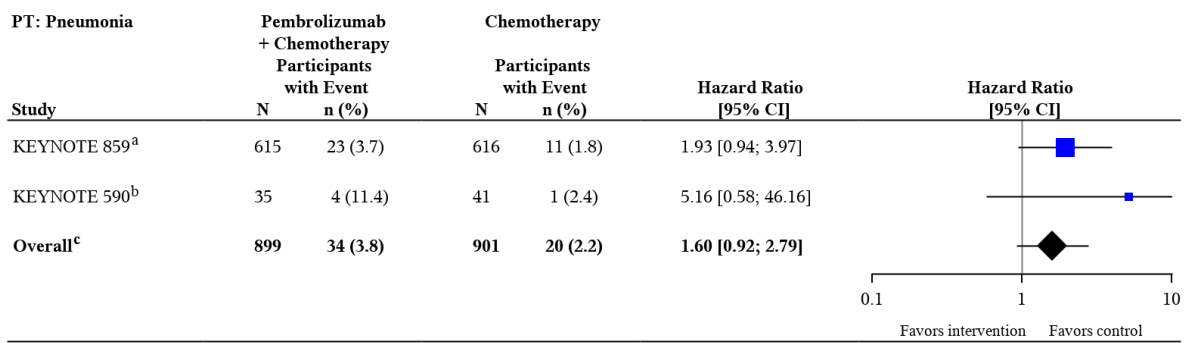 PT: Pneumonia Pembrolizumab Chemotherapy
+ Chemotherapy
Participants Participants
with Event with Event Hazard Ratio Hazard Ratio
Study N n (%) N n (%) [95% CI] [95% CI]
KEYNOTE 859a 615 23 (3.7) 616 11 (1.8) 1.93 [0.94; 3.97]
KEYNOTE 590b 35 4 (11.4) 41 1 (2.4) 5.16 [0.58; 46.16]
Overallc 899 34 (3.8) 901 20 (2.2) 1.60 [0.92; 2.79]
0.1 1 10
Favors intervention Favors control